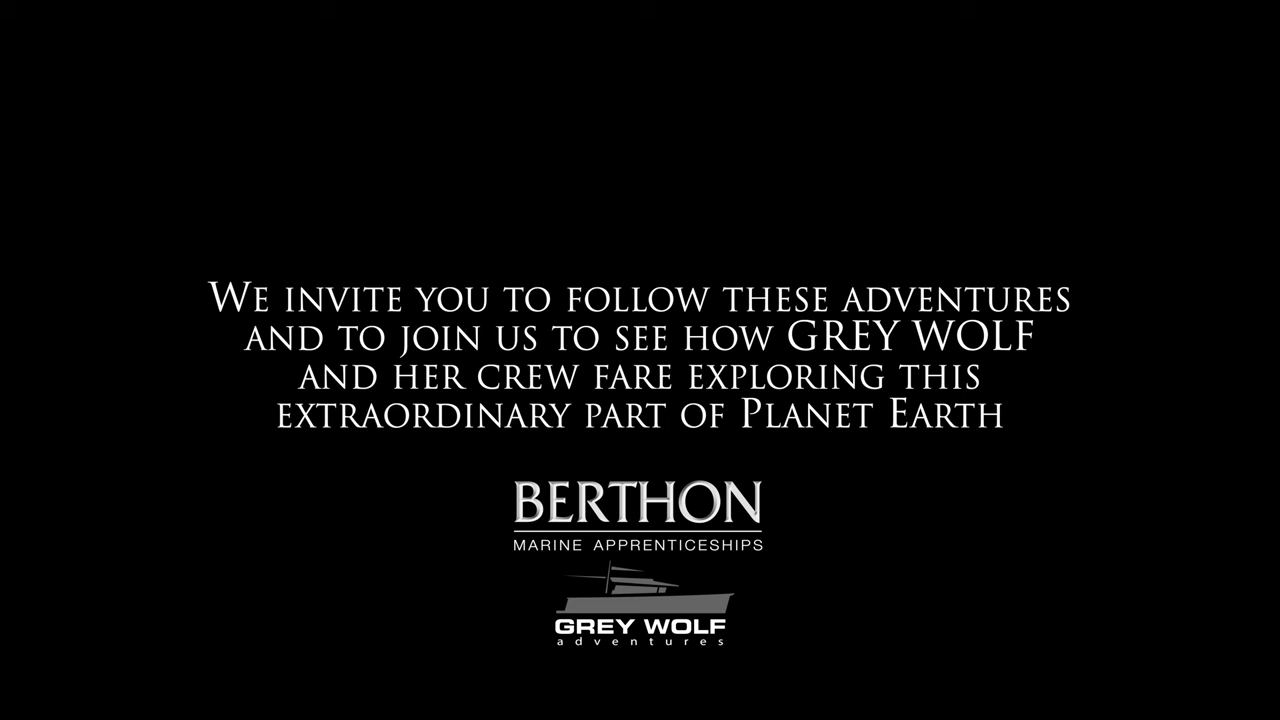 We invite you to follow these adventures
and to join us to see how GREY WOLF
and her crew fare exploring this
extraordinary part of Planet Earth
BERTHON
MARINE APPRENTICESHIPS
GREY WOLF
adventures